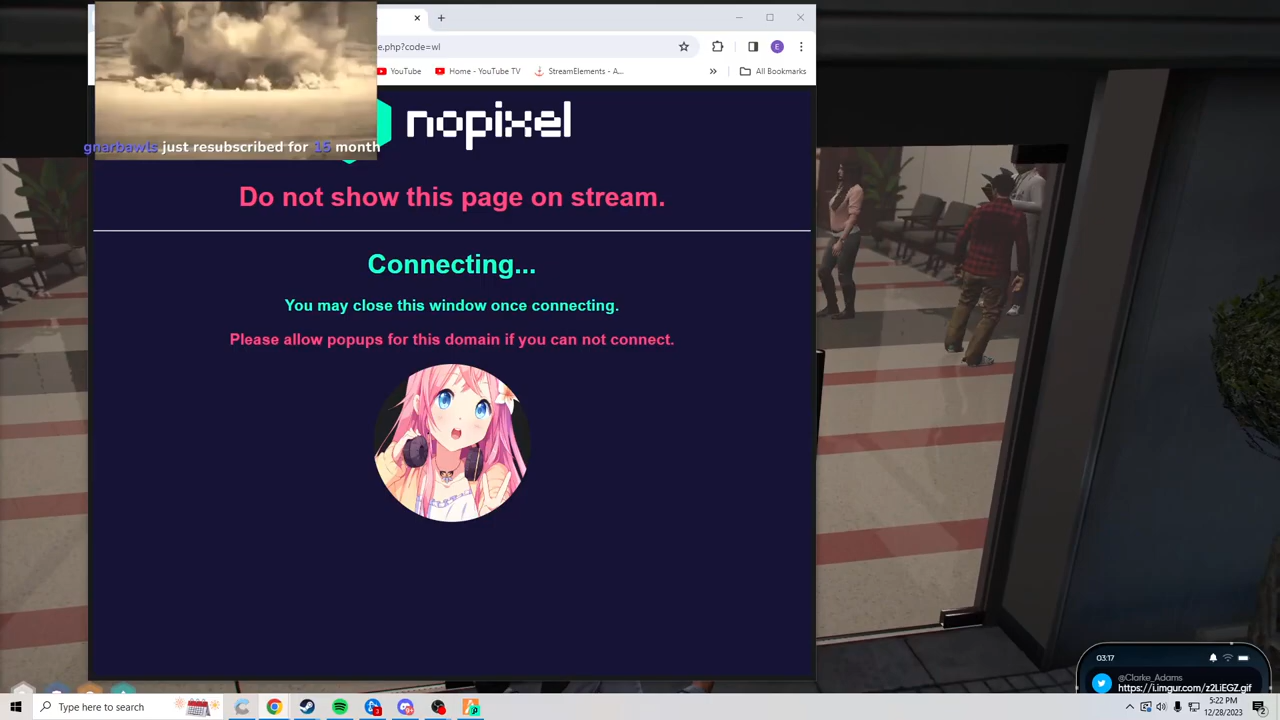 e.php?code=wl
YouTube
Home - YouTube TV
StreamElements - A...
All Bookmarks
E
nopixel
gnarbawls just resubscribed for 15 month
Do not show this page on stream.
Connecting...
You may close this window once connecting.
Please allow popups for this domain if you can not connect.
03:17
@Clarke_Adams
https://i.imgur.com/z2LiEGZ.gif
Type here to search
5:22 PM
12/28/2023
2